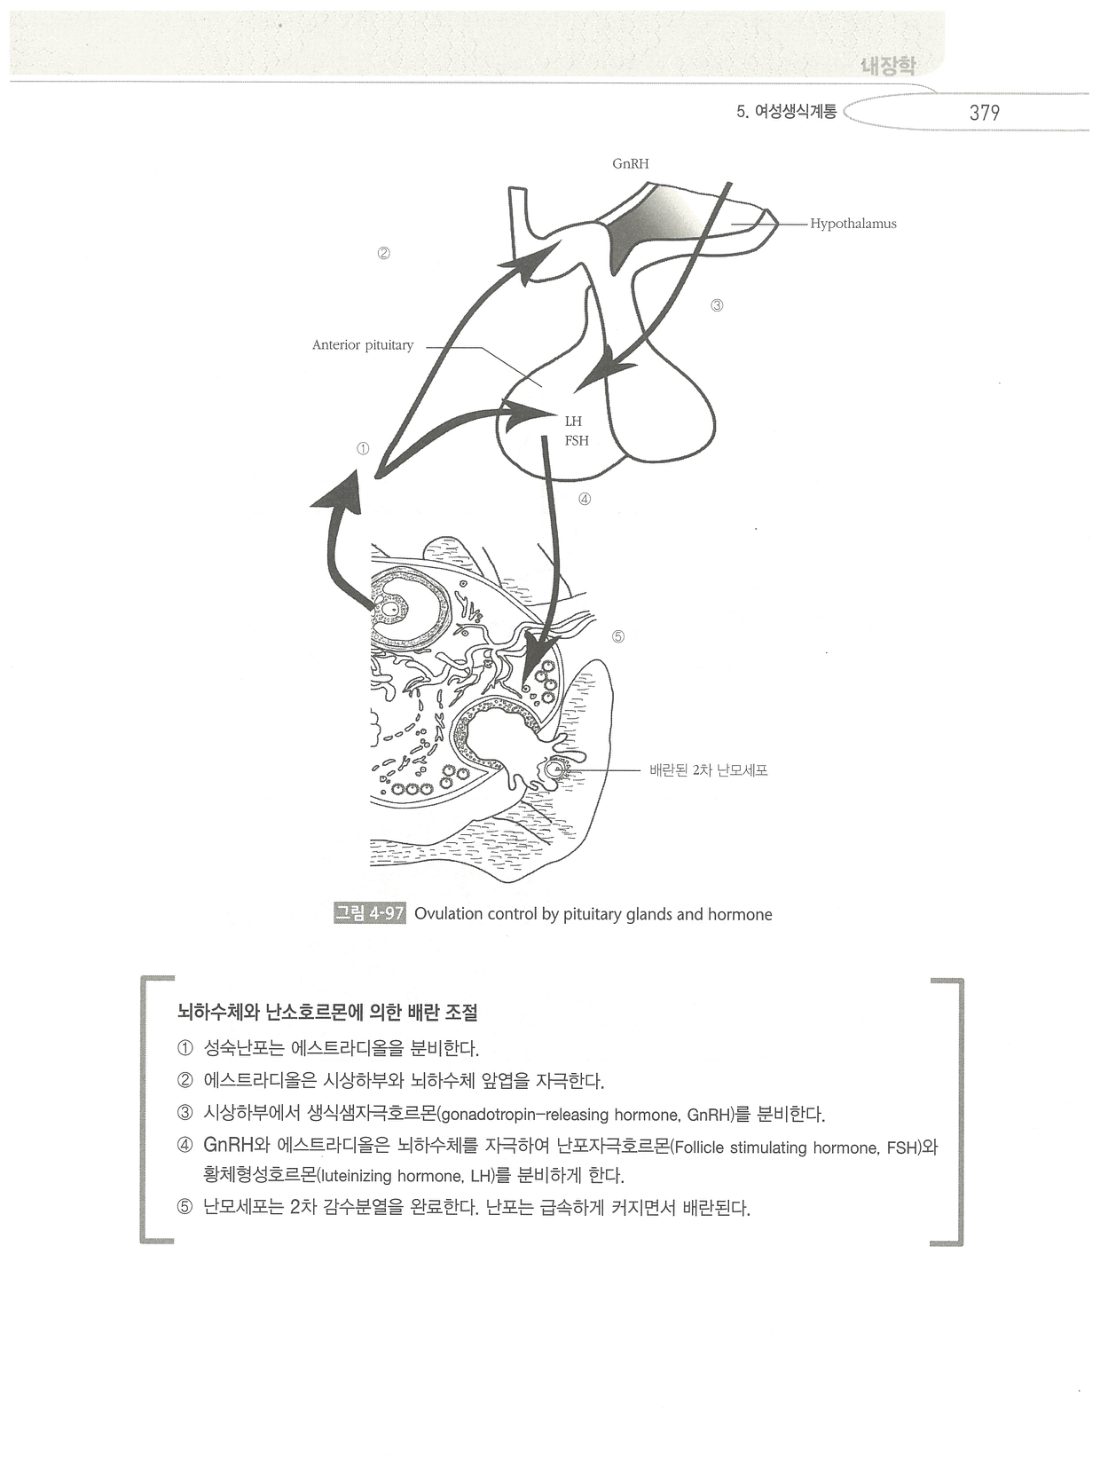 내장학
5. 여성생식계통
379
GnRH
Hypothalamus
②
③
Anterior pituitary
LH
FSH
①
④
⑤
배란된 2차 난모세포
그림 4-97 Ovulation control by pituitary glands and hormone
뇌하수체와 난소호르몬에 의한 배란 조절
① 성숙난포는 에스트라디올을 분비한다.
② 에스트라디올은 시상하부와 뇌하수체 앞엽을 자극한다.
③ 시상하부에서 생식샘자극호르몬(gonadotropin-releasing hormone, GnRH)를 분비한다.
④ GnRH와 에스트라디올은 뇌하수체를 자극하여 난포자극호르몬(Follicle stimulating hormone, FSH)와
황체형성호르몬(luteinizing hormone, LH)를 분비하게 한다.
⑤ 난모세포는 2차 감수분열을 완료한다. 난포는 급속하게 커지면서 배란된다.